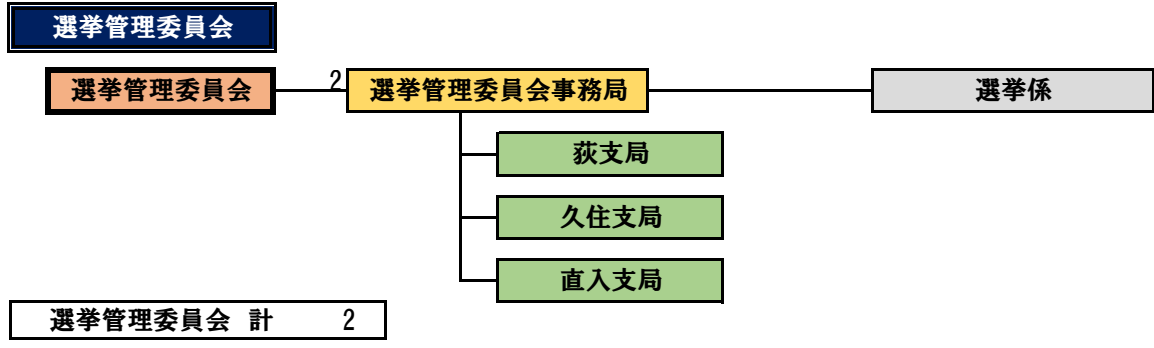 選挙管理委員会
選挙管理委員会 2 選挙管理委員会事務局 選挙係
荻支局
久住支局
直入支局
選挙管理委員会 計 2